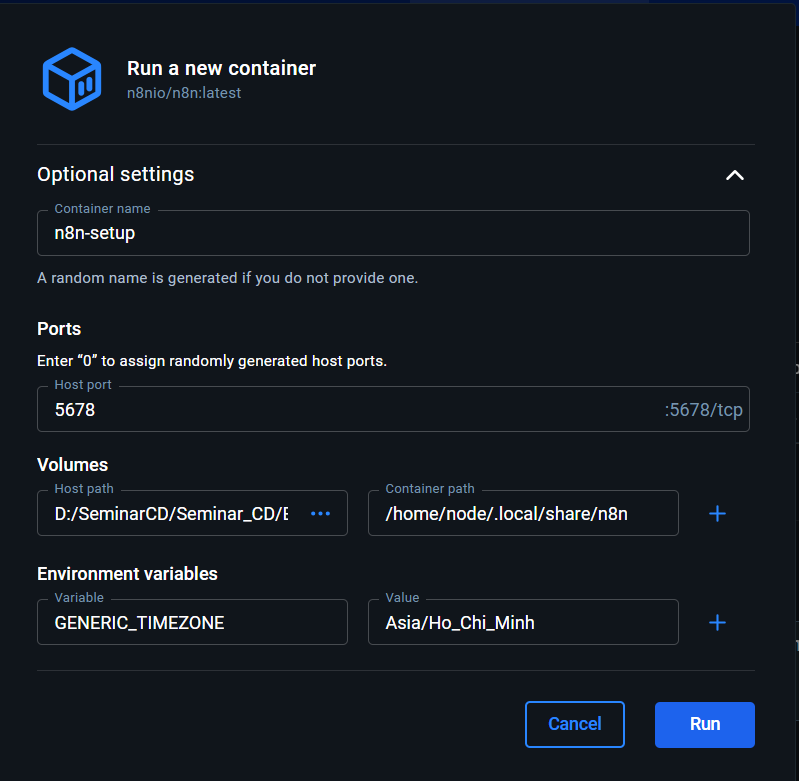 Run a new container
n8nio/n8n:latest
Optional settings
Container name
n8n-setup
A random name is generated if you do not provide one.
Ports
Enter “0” to assign randomly generated host ports.
Host port
5678 :5678/tcp
Volumes
Host path Container path
D:/SeminarCD/Seminar_CD/ /home/node/.local/share/n8n
Environment variables
Variable Value
GENERIC_TIMEZONE Asia/Ho_Chi_Minh
Cancel Run